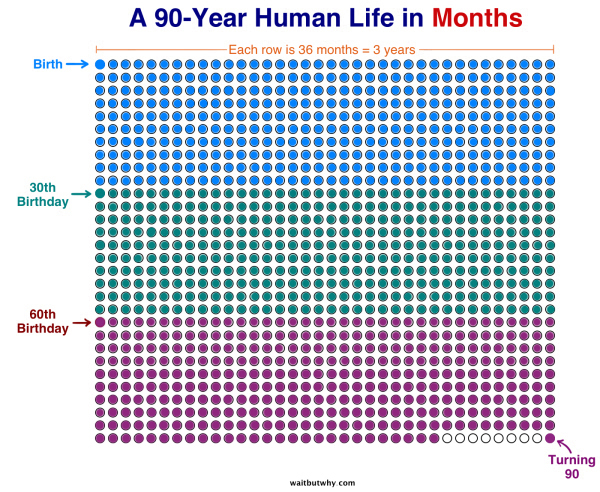 A 90-Year Human Life in Months
Each row is 36 months = 3 years
Birth
30th
Birthday
60th
Birthday
Turning
90
waitbutwhy.com